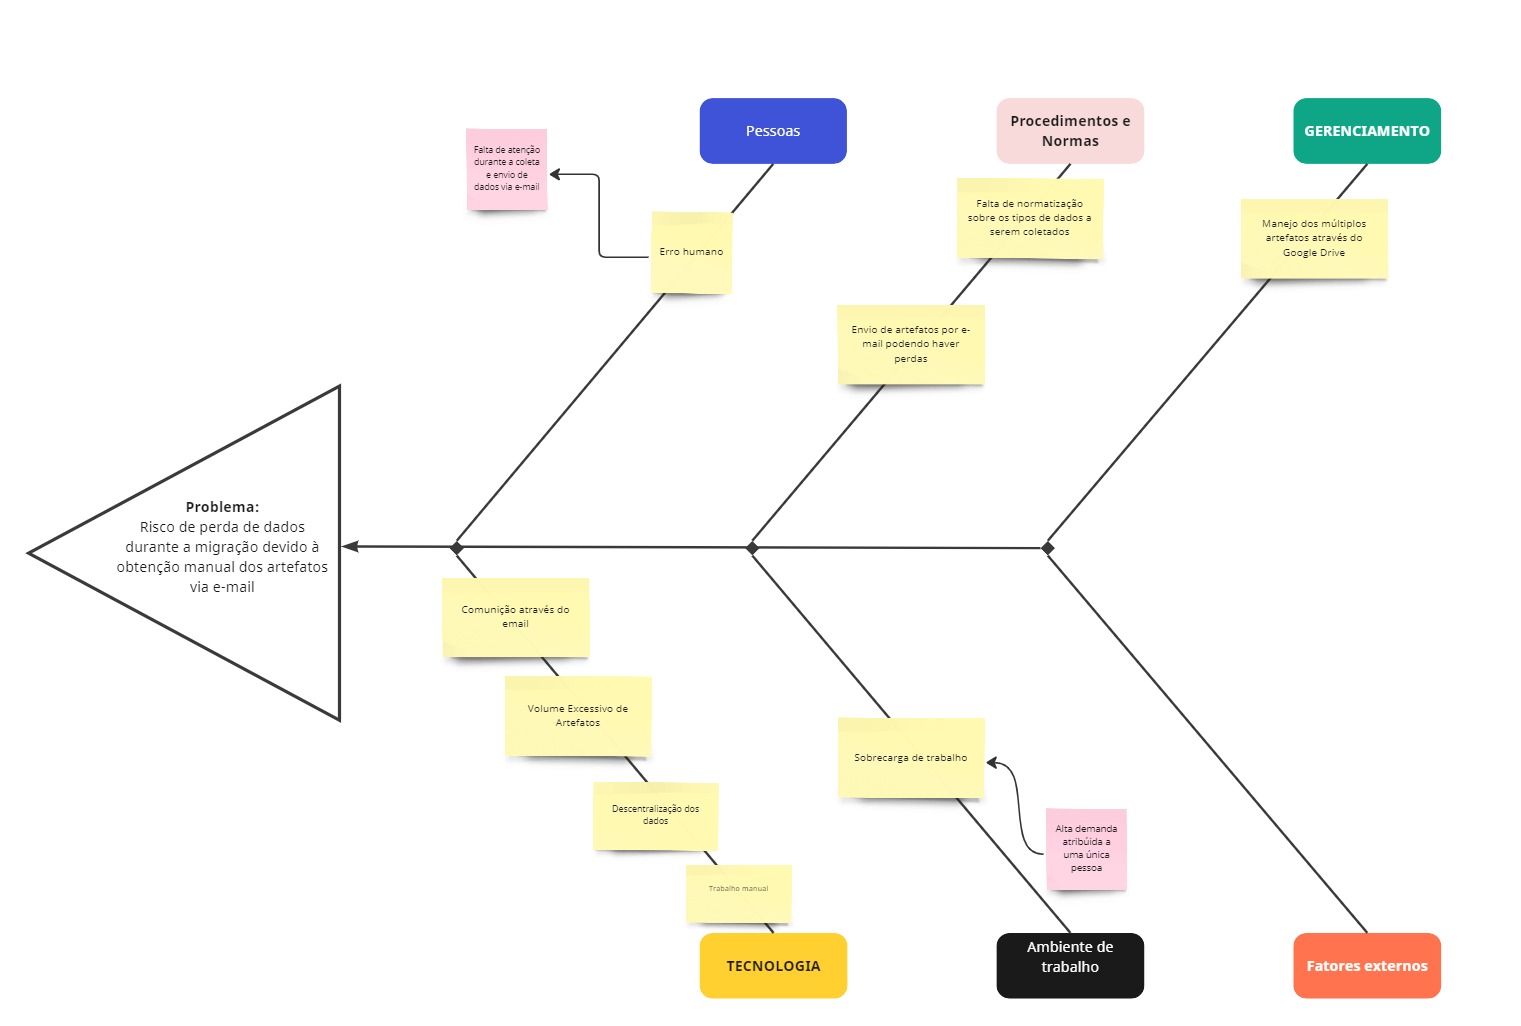 Pessoas
Procedimentos e
Normas
GERENCIAMENTO
Falta de atenção
durante a coleta
e envio de
dados via e-mail
Erro humano
Falta de normatização
sobre os tipos de dados a
serem coletados
Manejo dos múltiplos
artefatos através do
Google Drive
Envio de artefatos por e-
mail podendo haver
perdas
Problema:
Risco de perda de dados
durante a migração devido à
obtenção manual dos artefatos
via e-mail
Comunição através do
email
Volume Excessivo de
Artefatos
Descentralização dos
dados
Trabalho manual
Sobrecarga de trabalho
Alta demanda
atribúida a
uma única
pessoa
TECNOLOGIA
Ambiente de
trabalho
Fatores externos